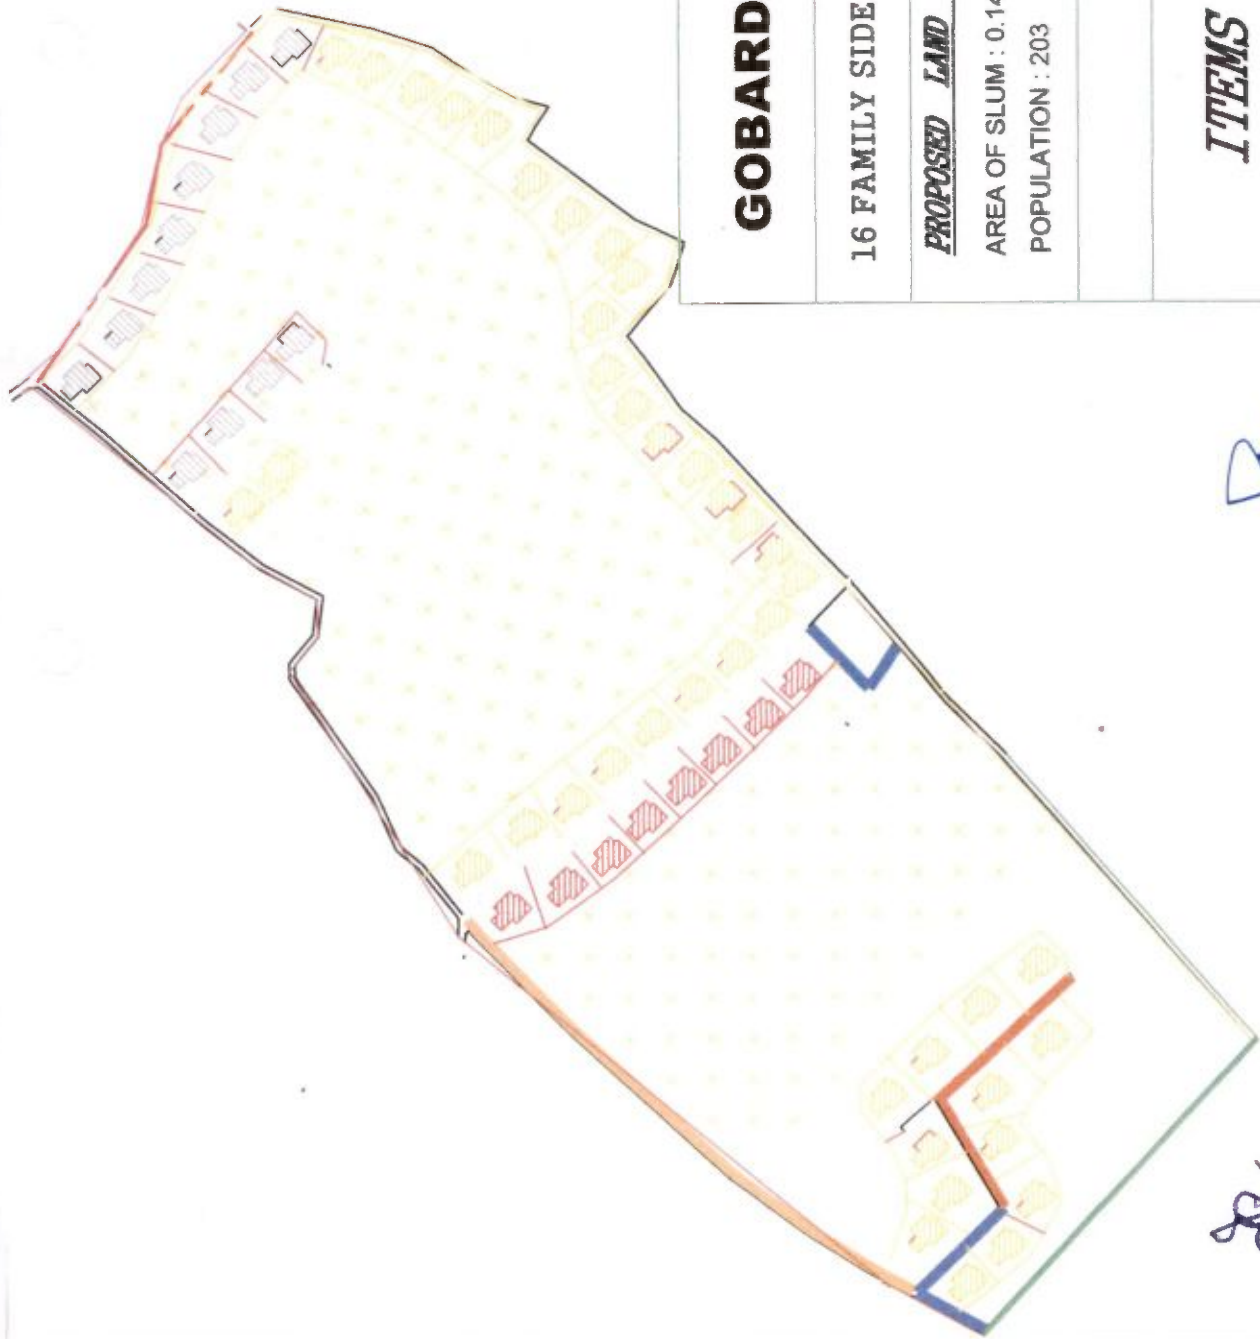 GOBARD
16 FAMILY SIDE
PROPOSED LAND
AREA OF SLUM : 0.14
POPULATION : 203
ITEMS